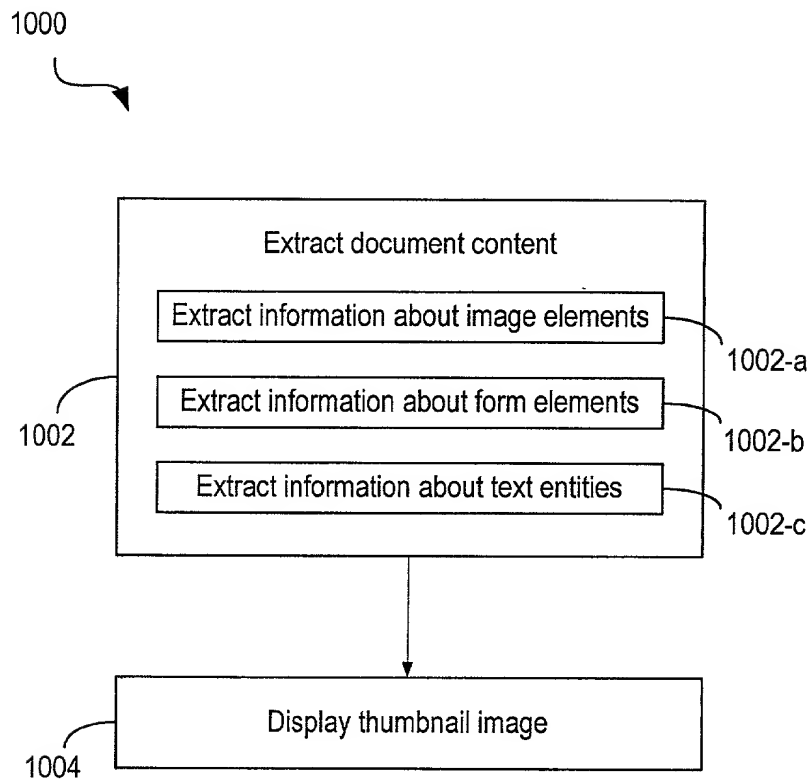 1000
Extract document content
Extract information about image elements
1002-a
Extract information about form elements
1002
1002-b
Extract information about text entities
1002-c
Display thumbnail image
1004